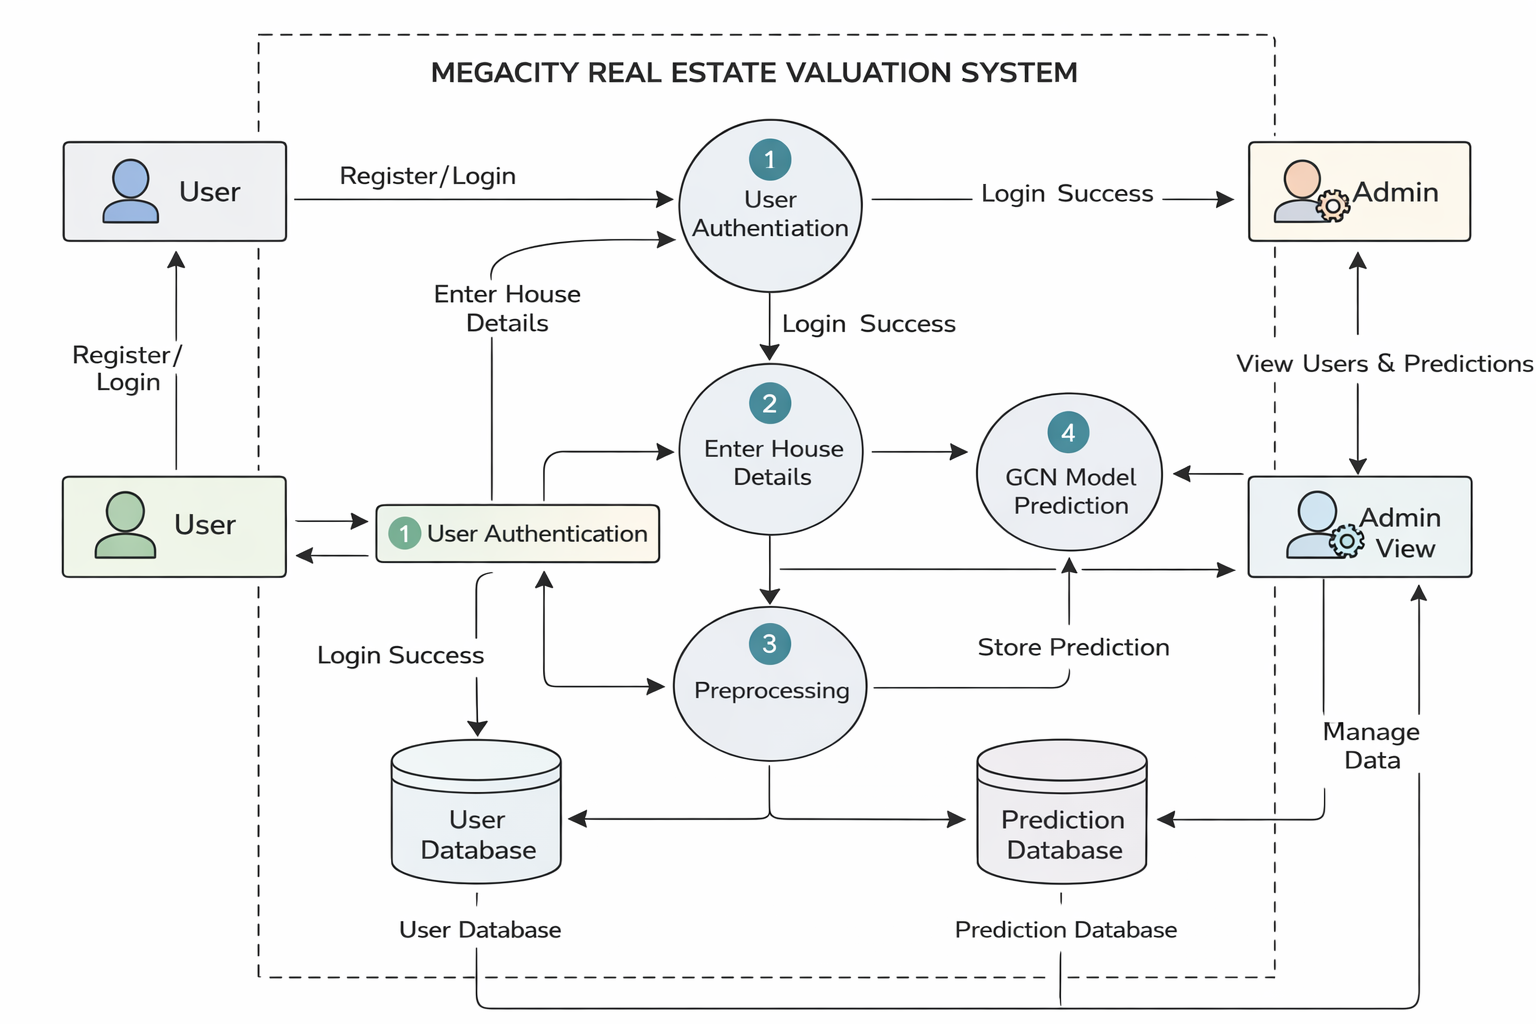 MEGACITY REAL ESTATE VALUATION SYSTEM
User
Register/Login
1
User
Authentiation
Login Success
Admin
Enter House
Details
Login Success
Register/
Login
View Users & Predictions
2
Enter House
Details
4
GCN Model
Prediction
User
1 User Authentication
Admin
View
Login Success
3
Preprocessing
Store Prediction
Manage
Data
User
Database
Prediction
Database
User Database
Prediction Database